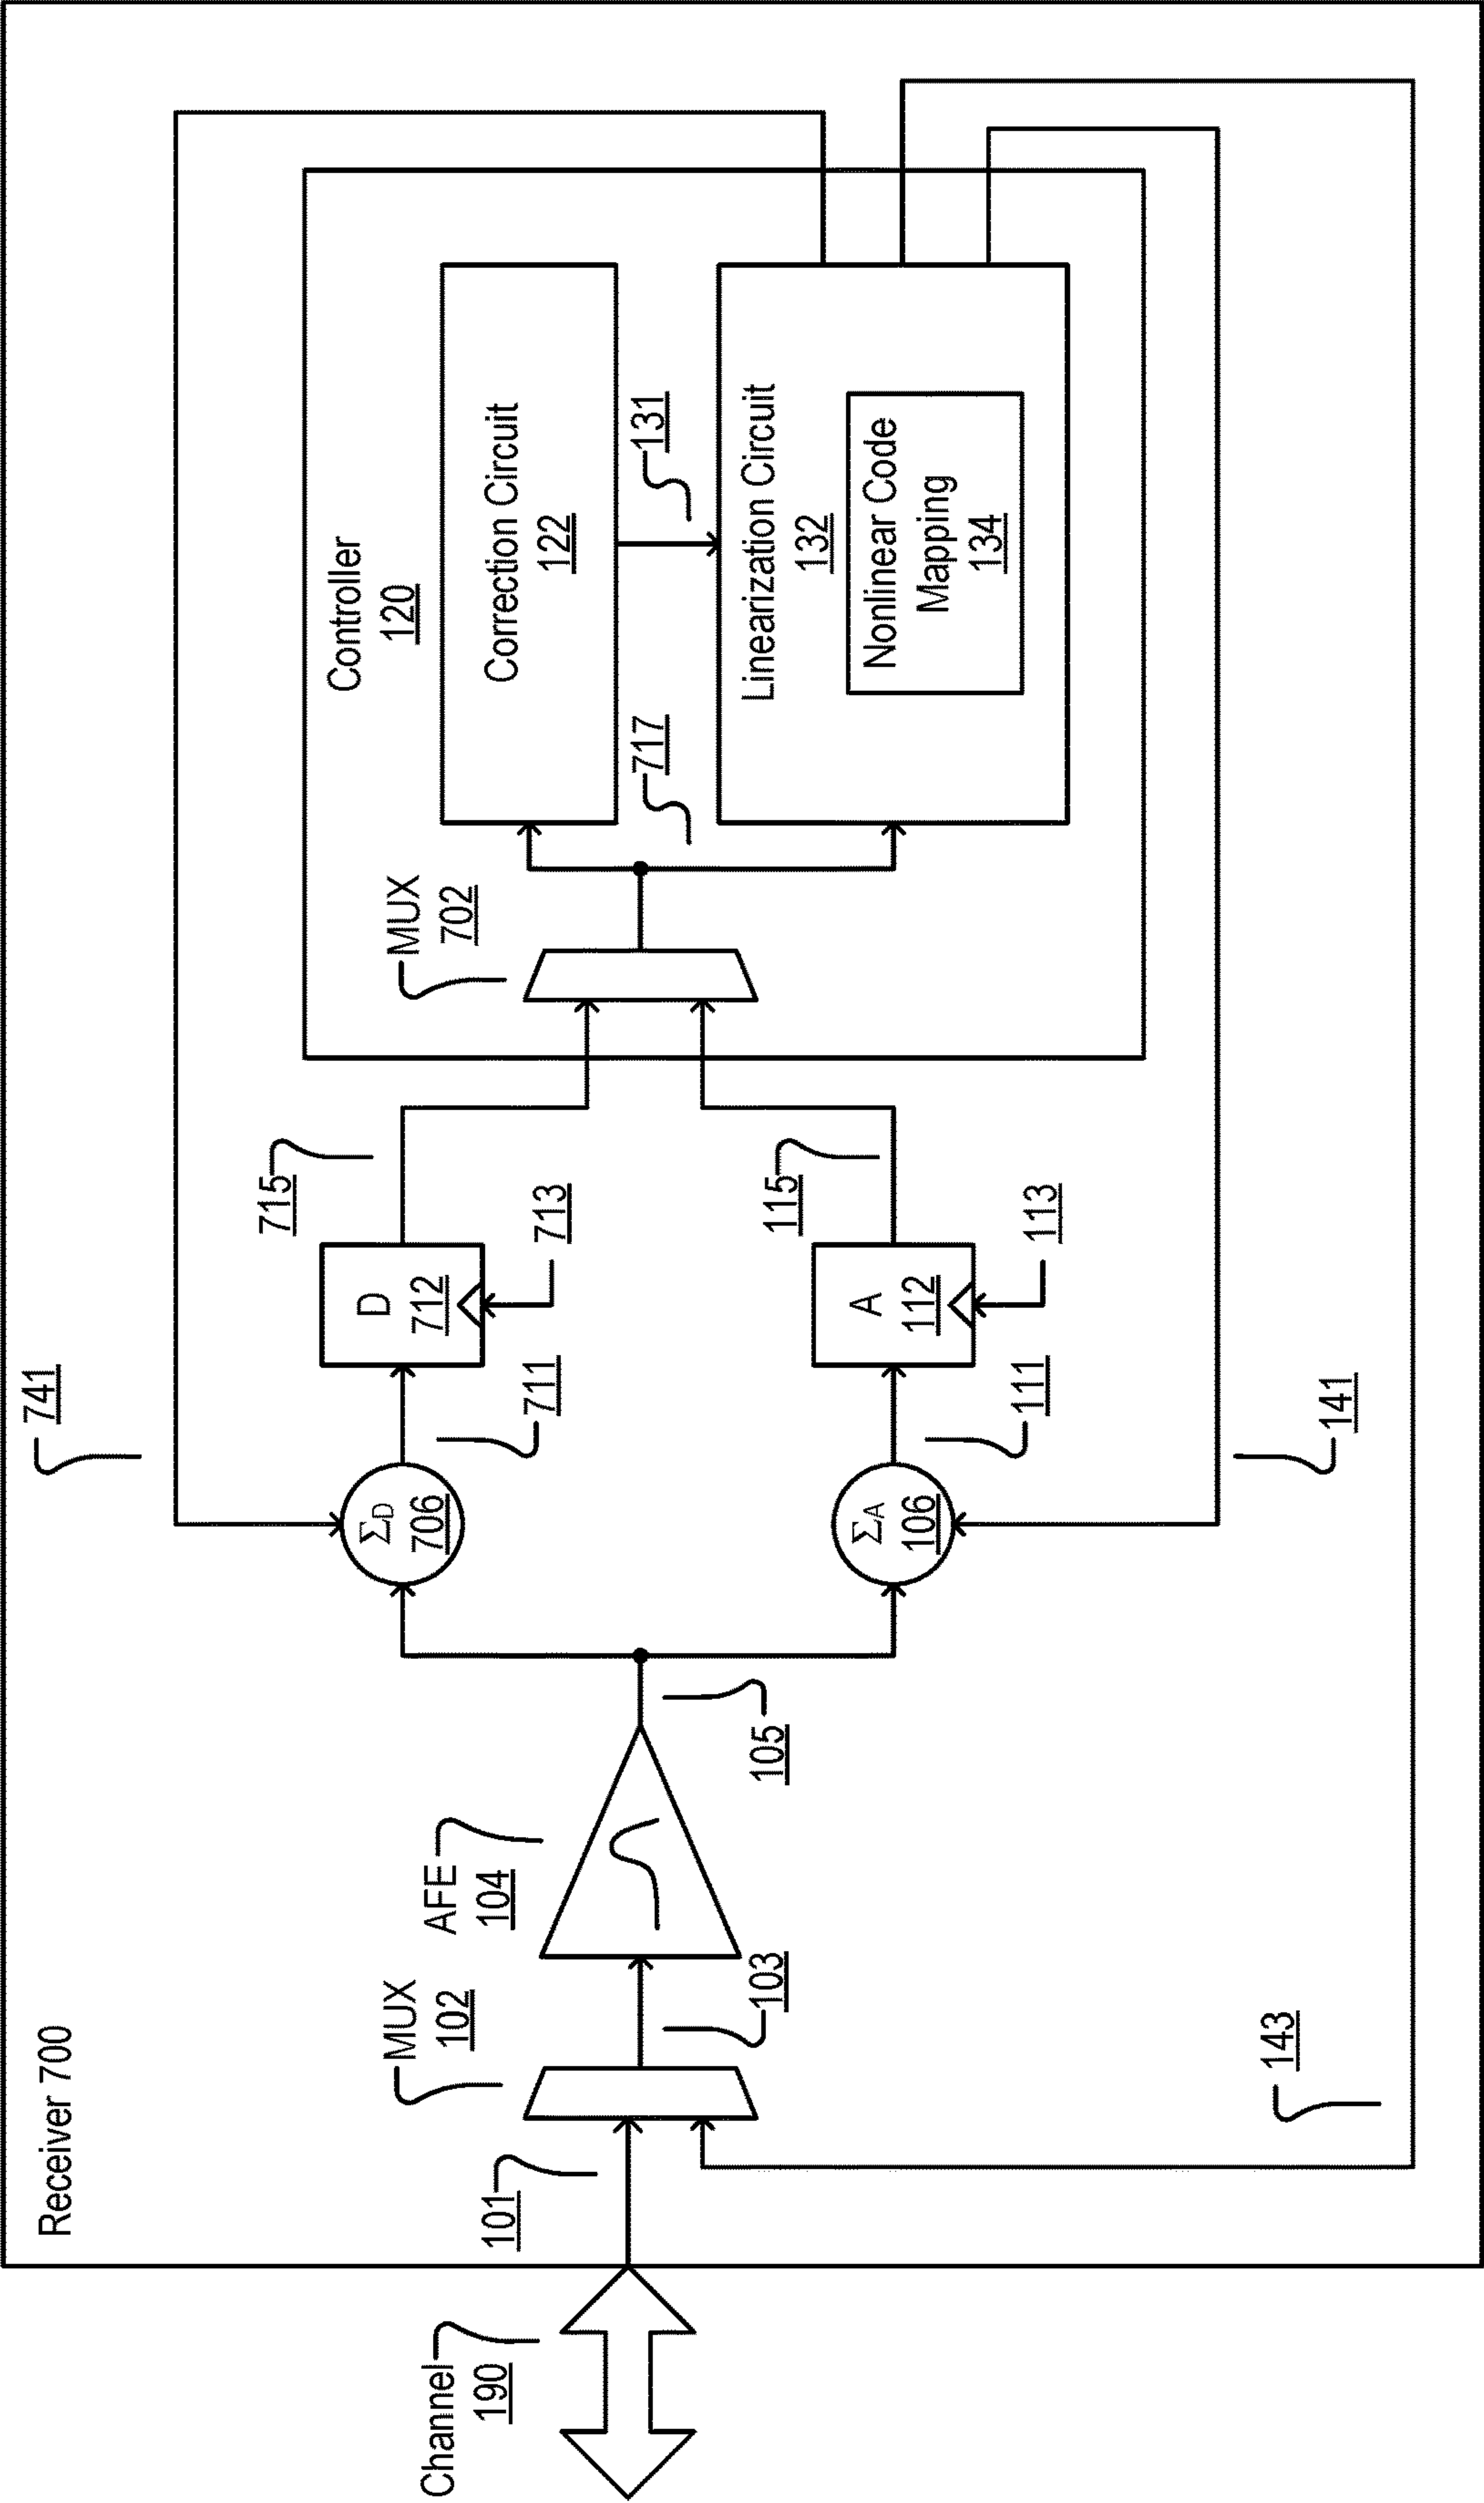 Receiver 700
Channel
190
101
MUX
102
103
AFE
104
105
143
741
Σ_D
706
711
D
712
713
715
Σ_A
106
111
A
112
113
115
141
Controller
120
MUX
702
717
Correction Circuit
122
131
Linearization Circuit
132
Nonlinear Code
Mapping
134